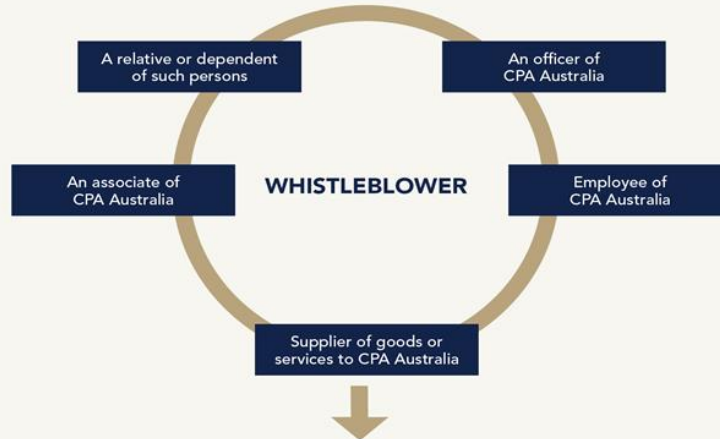 A relative or dependent
of such persons
An officer of
CPA Australia
An associate of
CPA Australia
WHISTLEBLOWER
Employee of
CPA Australia
Supplier of goods or
services to CPA Australia